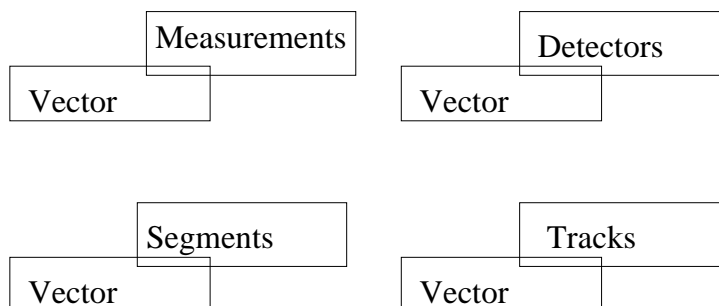 Measurements
Detectors
Vector
Vector
Segments
Tracks
Vector
Vector